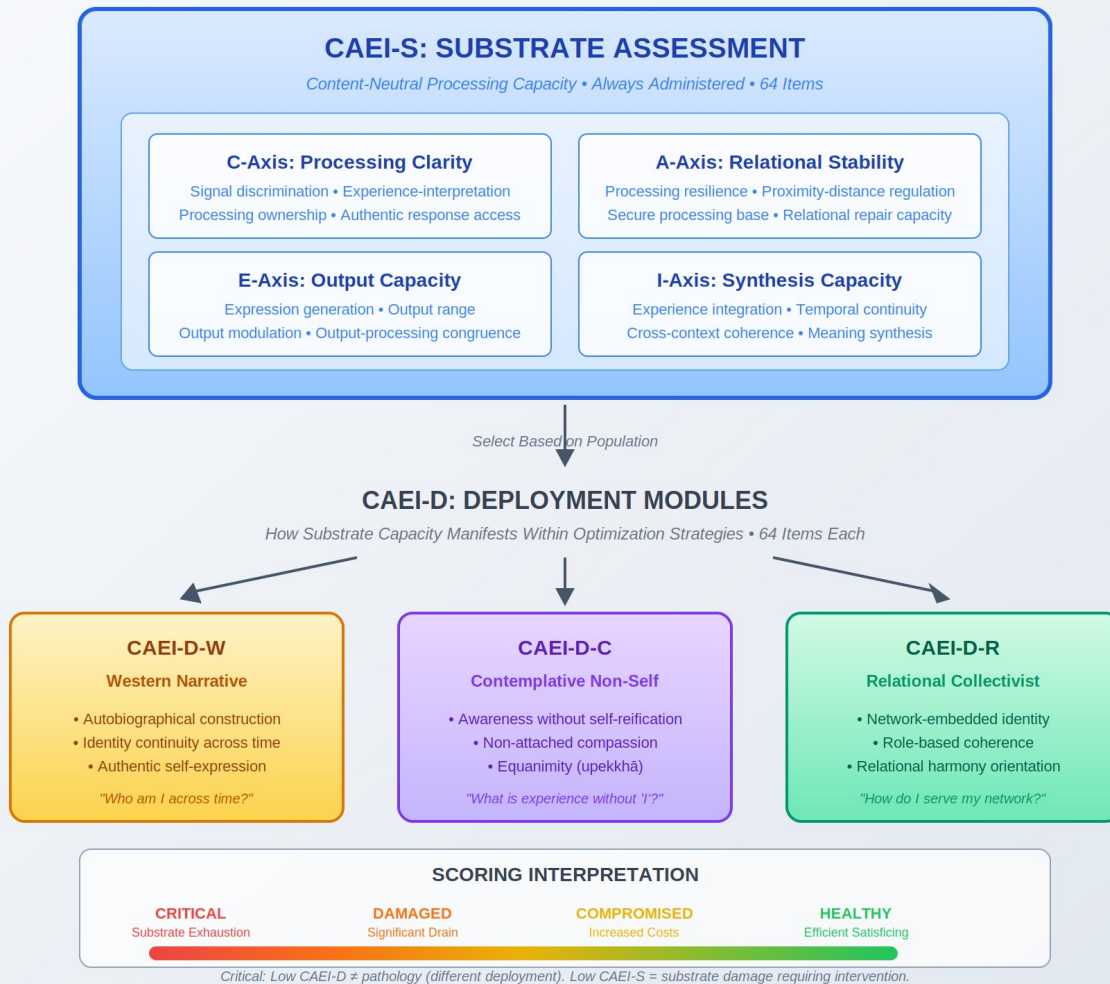 CAEI-S: SUBSTRATE ASSESSMENT
Content-Neutral Processing Capacity • Always Administered • 64 Items
C-Axis: Processing Clarity
Signal discrimination • Experience-interpretation
Processing ownership • Authentic response access
A-Axis: Relational Stability
Processing resilience • Proximity-distance regulation
Secure processing base • Relational repair capacity
E-Axis: Output Capacity
Expression generation • Output range
Output modulation • Output-processing congruence
I-Axis: Synthesis Capacity
Experience integration • Temporal continuity
Cross-context coherence • Meaning synthesis
Select Based on Population
CAEI-D: DEPLOYMENT MODULES
How Substrate Capacity Manifests Within Optimization Strategies • 64 Items Each
CAEI-D-W
Western Narrative
• Autobiographical construction
• Identity continuity across time
• Authentic self-expression
"Who am I across time?"
CAEI-D-C
Contemplative Non-Self
• Awareness without self-reification
• Non-attached compassion
• Equanimity (upekkhā)
"What is experience without 'I'?"
CAEI-D-R
Relational Collectivist
• Network-embedded identity
• Role-based coherence
• Relational harmony orientation
"How do I serve my network?"
SCORING INTERPRETATION
CRITICAL
Substrate Exhaustion
DAMAGED
Significant Drain
COMPROMISED
Increased Costs
HEALTHY
Efficient Satisficing
Critical: Low CAEI-D ≠ pathology (different deployment). Low CAEI-S = substrate damage requiring intervention.